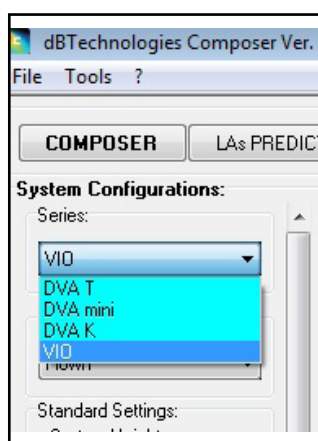 dBTechnologies Composer Ver.
File Tools ?
COMPOSER LAs PREDIC
System Configurations:
Series:
VIO
DVA T
DVA mini
DVA K
VIO
Flown
Standard Settings: